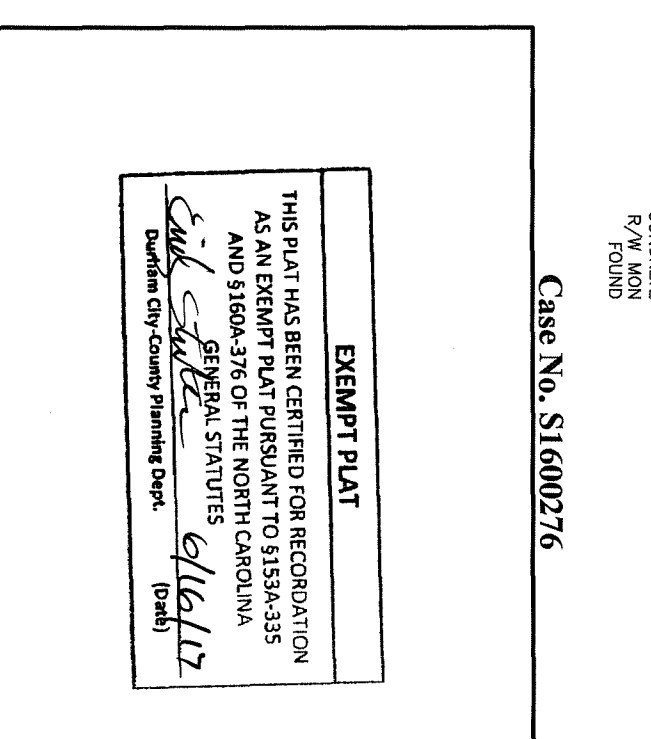 R/W MON
FOUND
Case No. S1600276
EXEMPT PLAT
THIS PLAT HAS BEEN CERTIFIED FOR RECORDATION
AS AN EXEMPT PLAT PURSUANT TO §153A-335
AND §160A-376 OF THE NORTH CAROLINA
GENERAL STATUTES
6/16/17
Durham City-County Planning Dept. (Date)